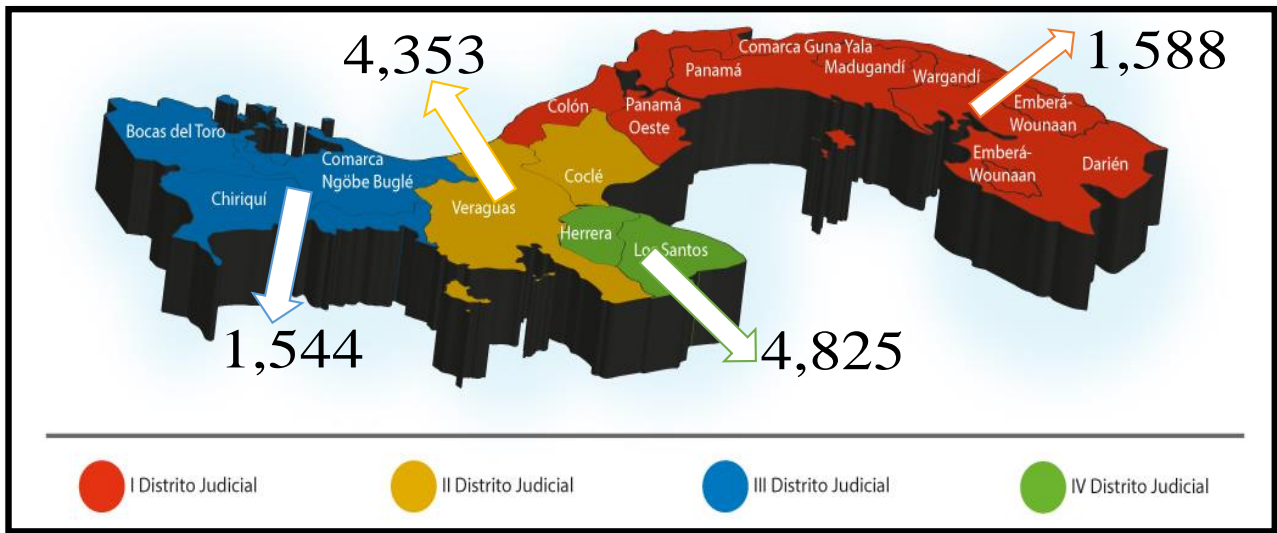 4,353
1,588
Comarca Guna Yala
Panamá
Madugandí
Wargandí
Colón
Panamá
Oeste
Emberá-
Wounaan
Bocas del Toro
Comarca
Ngöbe Buglé
Emberá-
Wounaan
Darién
Coclé
Chiriquí
Veraguas
Herrera
Los Santos
1,544
4,825
I Distrito Judicial
II Distrito Judicial
III Distrito Judicial
IV Distrito Judicial